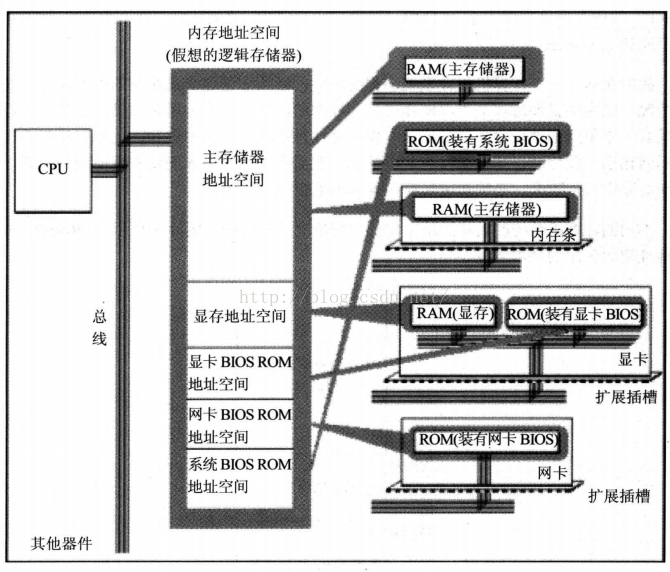 内存地址空间
(假想的逻辑存储器)
CPU
总
线
其他器件
主存储器
地址空间
显存地址空间
显卡 BIOS ROM
地址空间
网卡 BIOS ROM
地址空间
系统 BIOS ROM
地址空间
RAM(主存储器)
ROM(装有系统 BIOS)
RAM(主存储器)
内存条
RAM(显存)
ROM(装有显卡 BIOS)
显卡
扩展插槽
ROM(装有网卡 BIOS)
网卡
扩展插槽
http://blog.csdn.net/